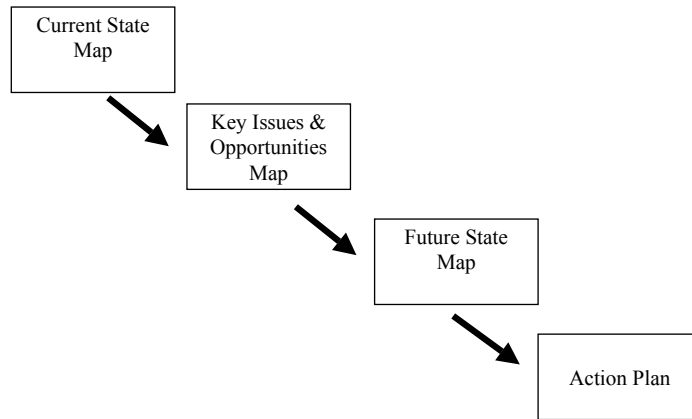 Current State
Map
Key Issues &
Opportunities
Map
Future State
Map
Action Plan